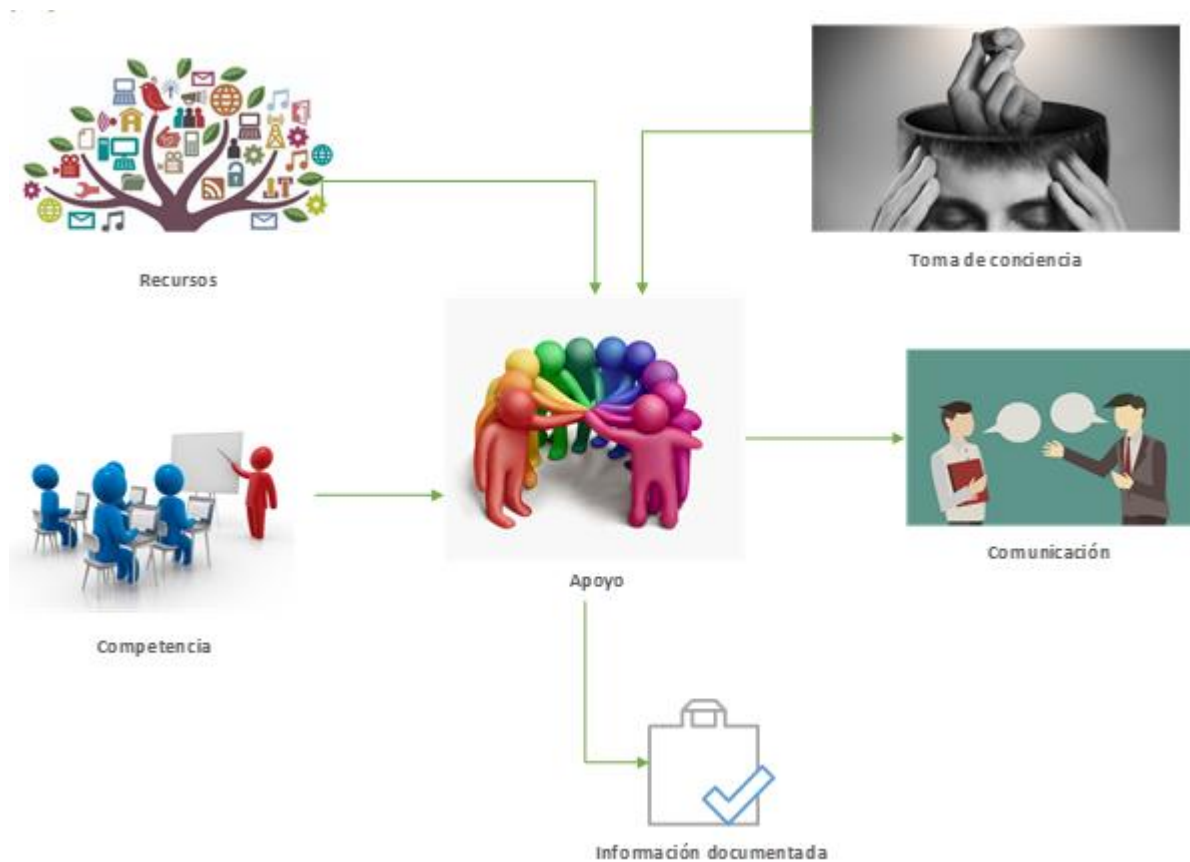 Recursos
Toma de conciencia
Competencia
Apoyo
Comunicación
Información documentada